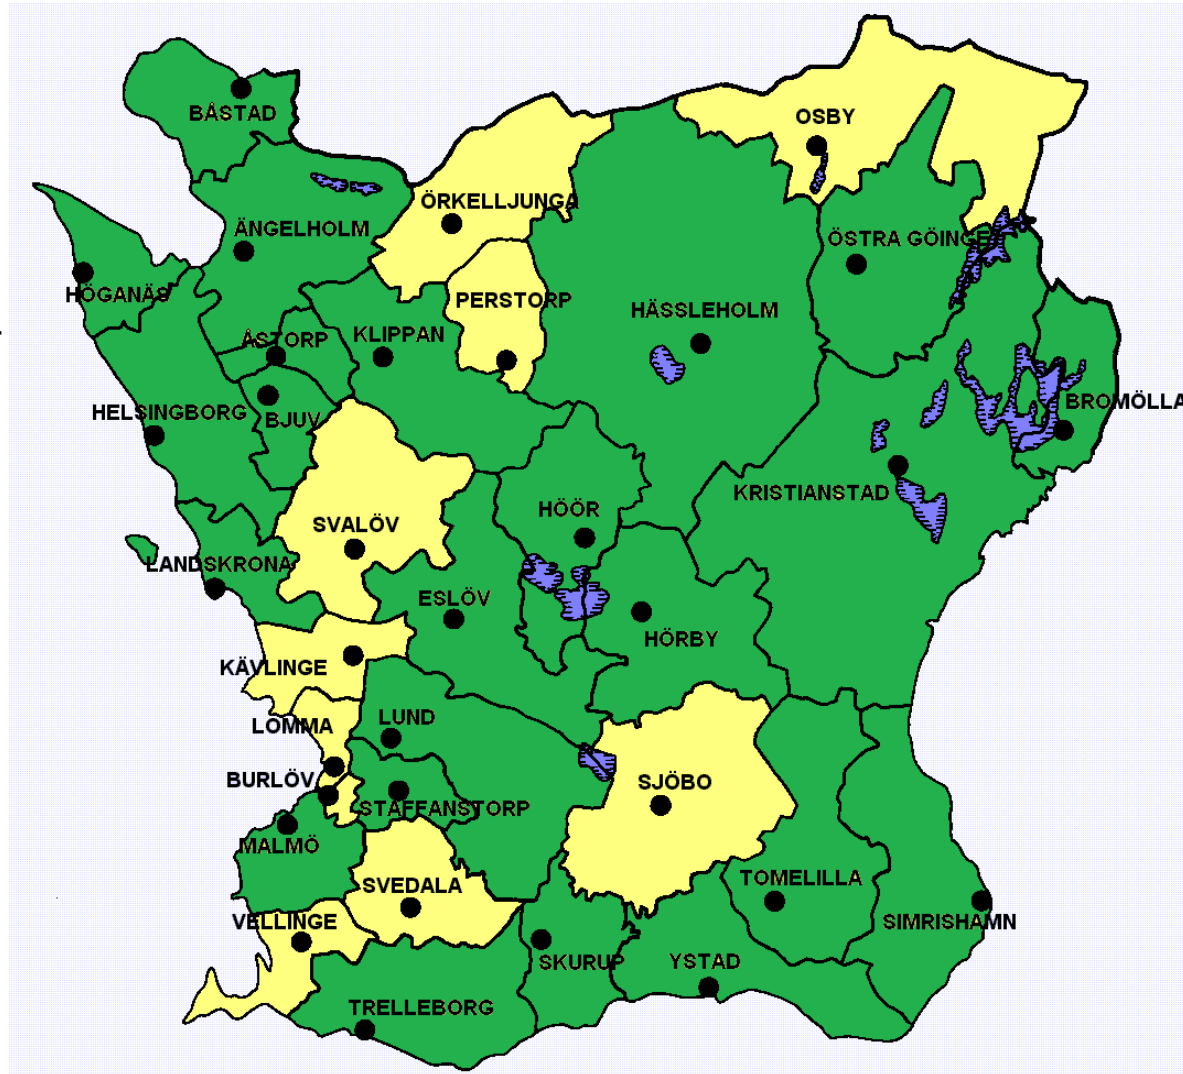 BÅSTAD
OSBY
ÖRKELLJUNGA
ÄNGELHOLM
ÖSTRA GÖINGE
HÖGANÄS
PERSTORP
HÄSSLEHOLM
ÅSTORP
KLIPPAN
HELSINGBORG
BJUV
BROMÖLLA
KRISTIANSTAD
SVALÖV
HÖÖR
LANDSKRONA
ESLÖV
HÖRBY
KÄVLINGE
LOMMA
LUND
BURLÖV
SJÖBO
STAFFANSTORP
MALMÖ
SVEDALA
TOMELILLA
VELLINGE
SIMRISHAMN
SKURUP
YSTAD
TRELLEBORG